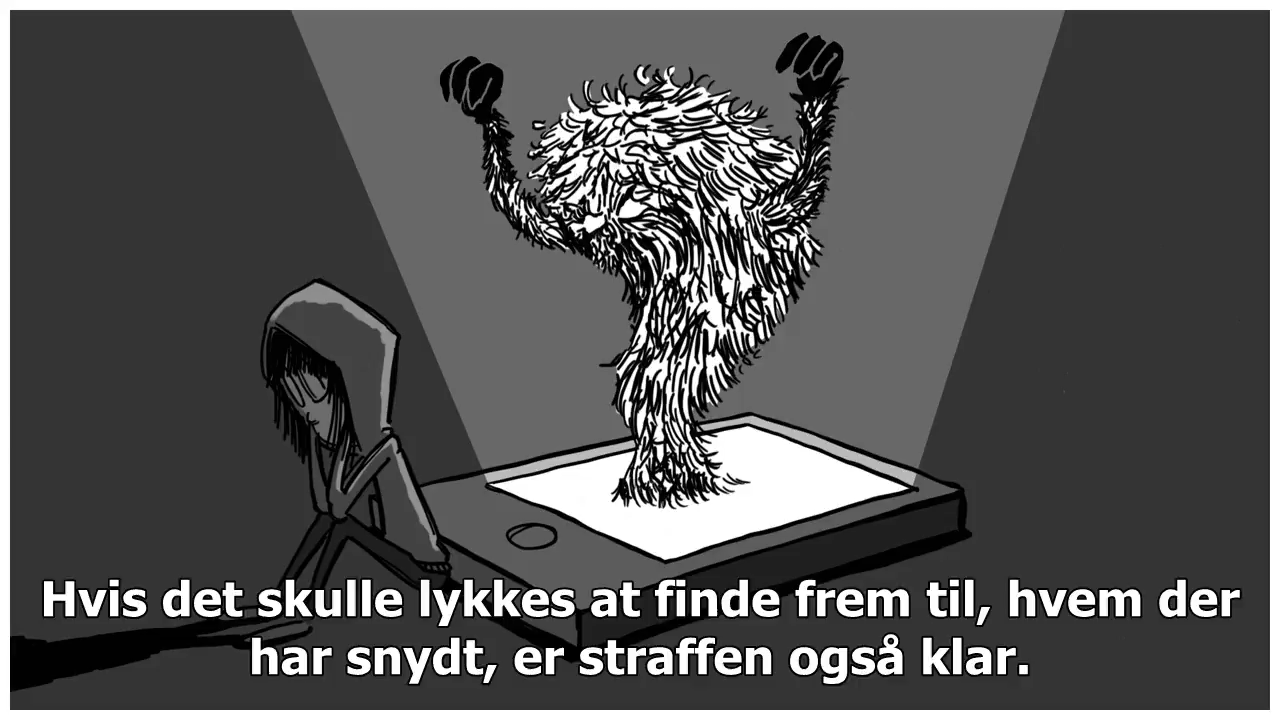 Hvis det skulle lykkes at finde frem til, hvem der
har snydt, er straffen også klar.